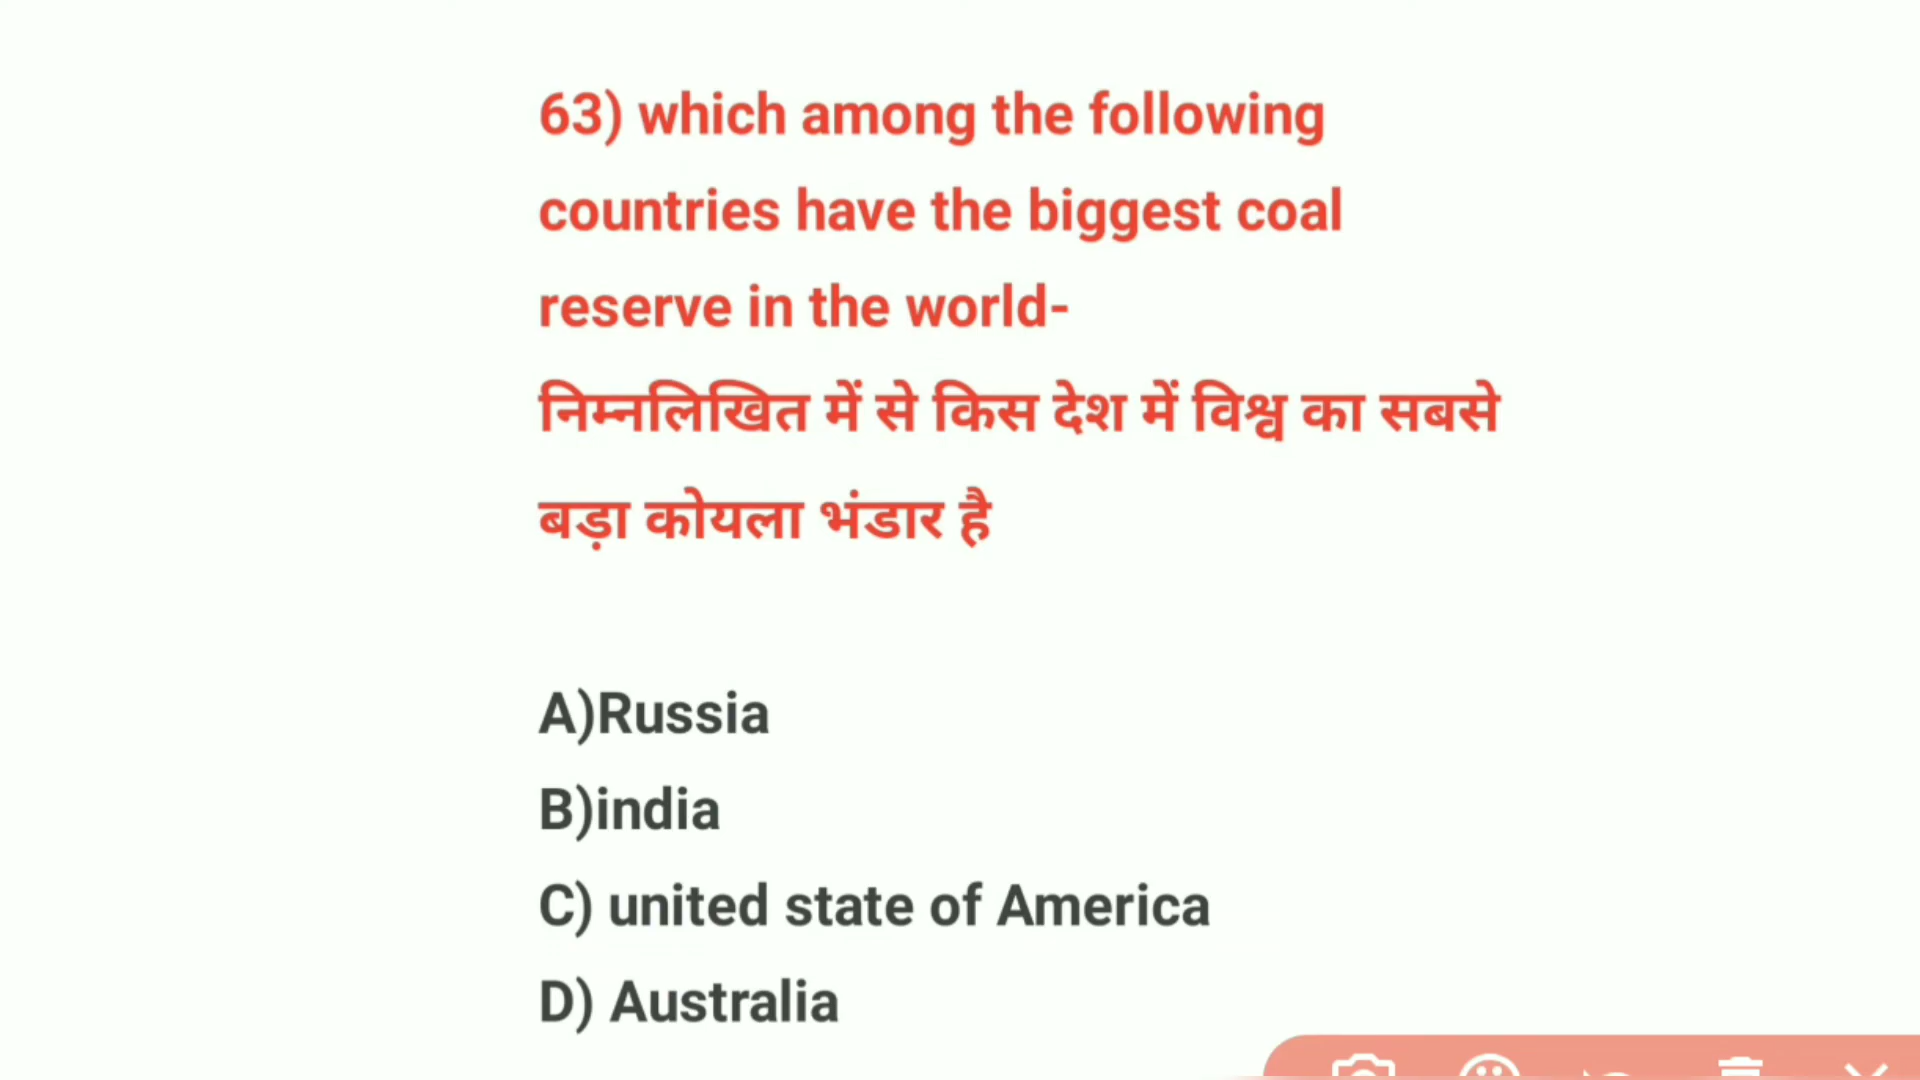 63) which among the following
countries have the biggest coal
reserve in the world-
निम्नलिखित में से किस देश में विश्व का सबसे
बड़ा कोयला भंडार है
A)Russia
B)india
C) united state of America
D) Australia